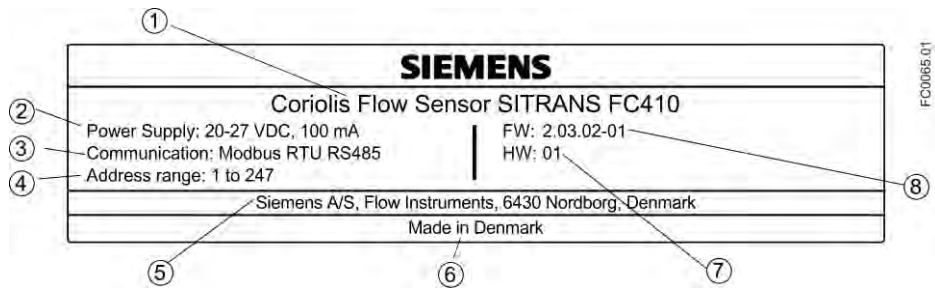 ①
SIEMENS
FC0065.01
Coriolis Flow Sensor SITRANS FC410
② Power Supply: 20-27 VDC, 100 mA
FW: 2.03.02-01
③ Communication: Modbus RTU RS485
HW: 01
④ Address range: 1 to 247
⑧
Siemens A/S, Flow Instruments, 6430 Nordborg, Denmark
Made in Denmark
⑤ ⑥ ⑦